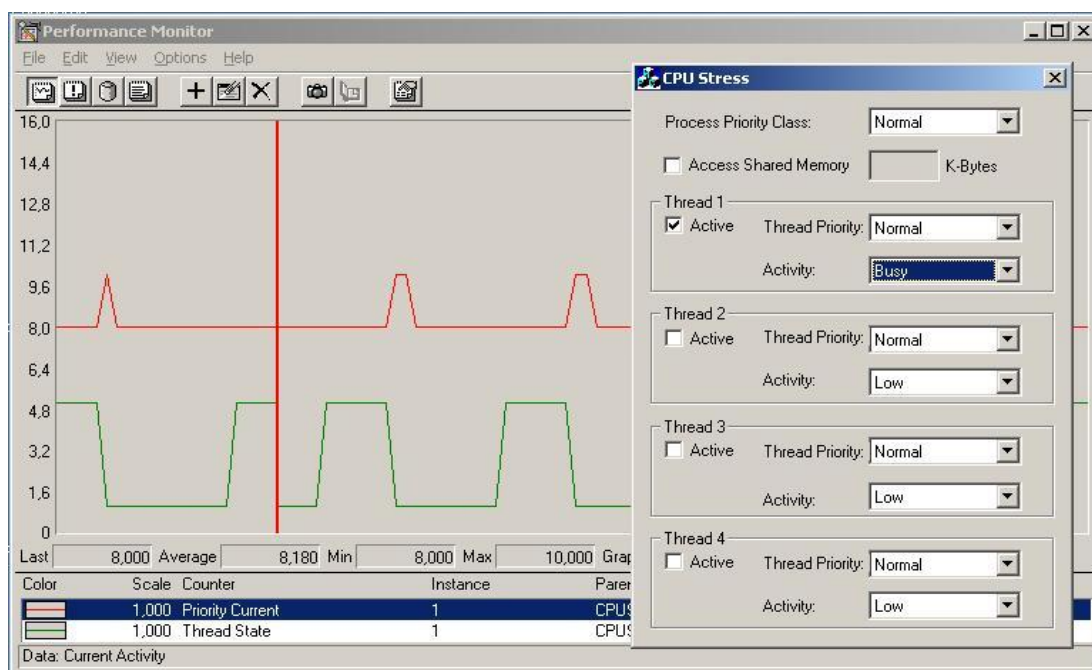 Performance Monitor
File Edit View Options Help
CPU Stress
Process Priority Class: Normal
Access Shared Memory K-Bytes
Thread 1
Active Thread Priority: Normal
Activity: Busy
Thread 2
Active Thread Priority: Normal
Activity: Low
Thread 3
Active Thread Priority: Normal
Activity: Low
Thread 4
Active Thread Priority: Normal
Activity: Low
16,0
14,4
12,8
11,2
9,6
8,0
6,4
4,8
3,2
1,6
0
Last 8,000 Average 8,180 Min 8,000 Max 10,000 Grap
Color Scale Counter Instance Paren
1,000 Priority Current 1 CPUS
1,000 Thread State 1 CPUS
Data: Current Activity